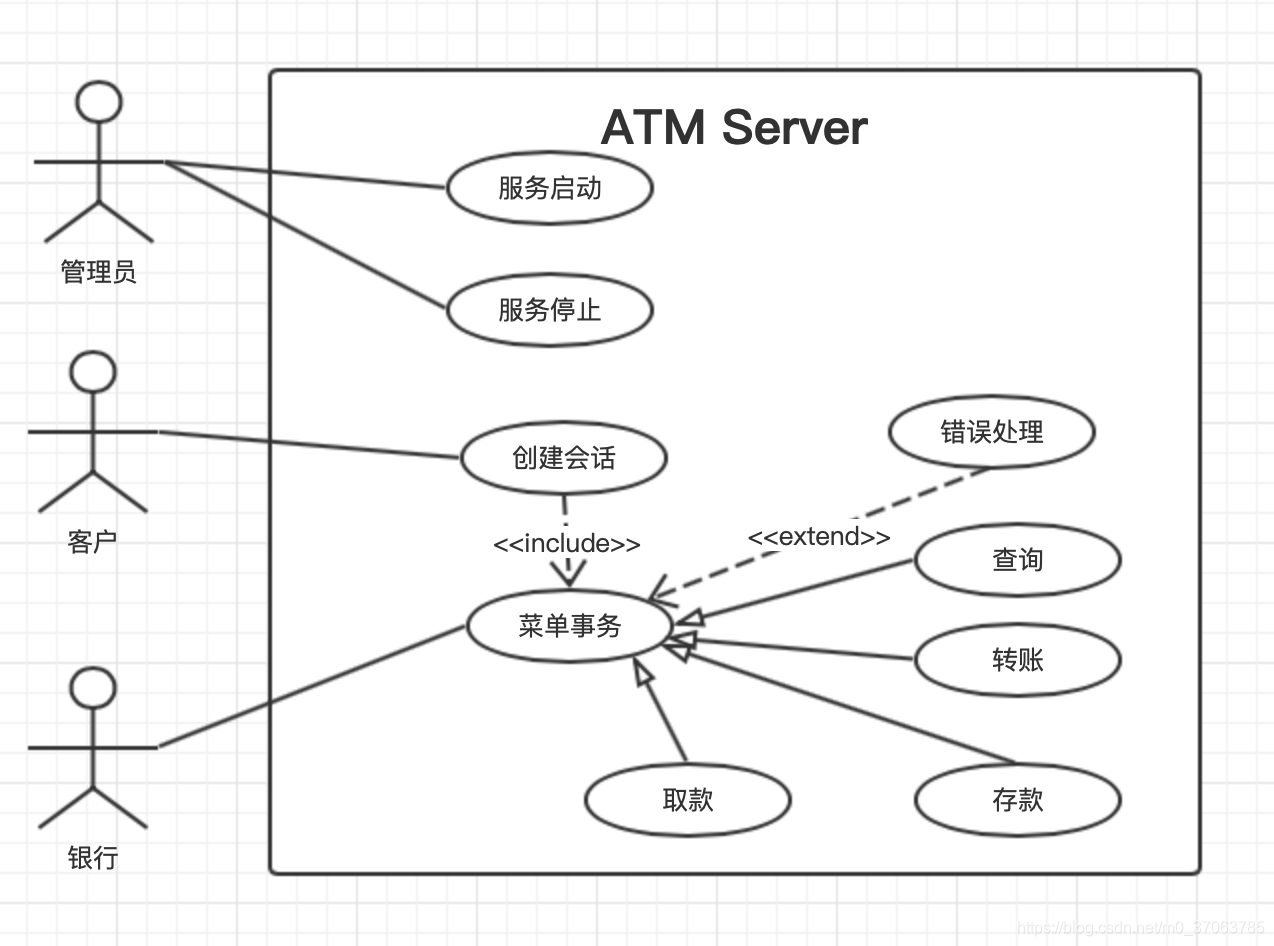 ATM Server
服务启动
管理员
服务停止
创建会话
错误处理
客户
<<include>>
<<extend>>
查询
菜单事务
转账
取款
存款
银行
https://blog.csdn.net/m0_37063785